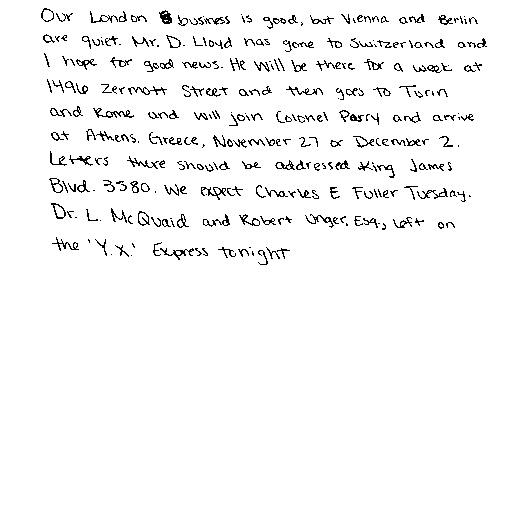 Our London business is good, but Vienna and Berlin
are quiet. Mr. D. Lloyd has gone to Switzerland and
I hope for good news. He will be there for a week at
1496 Zermott Street and then goes to Turin
and Rome and will join Colonel Parry and arrive
at Athens. Greece, November 27 or December 2.
Letters there should be addressed King James
Blvd. 3380. We expect Charles E Fuller Tuesday.
Dr. L. McQuaid and Robert Unger, Esq., left on
the 'Y.X.' Express tonight